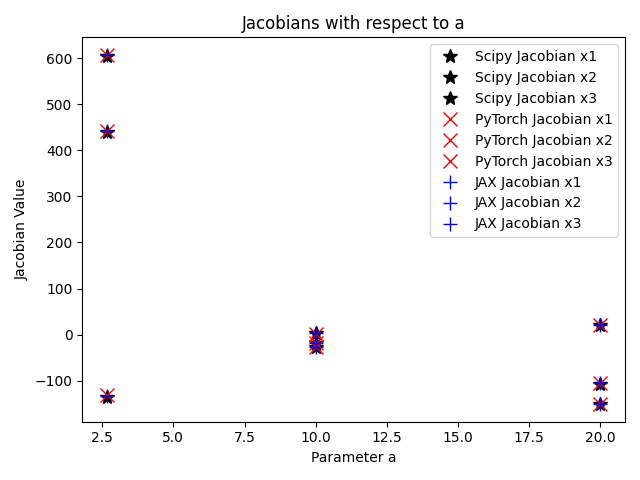 Jacobians with respect to a
600
500
400
300
200
100
0
−100
Jacobian Value
Scipy Jacobian x1
Scipy Jacobian x2
Scipy Jacobian x3
PyTorch Jacobian x1
PyTorch Jacobian x2
PyTorch Jacobian x3
JAX Jacobian x1
JAX Jacobian x2
JAX Jacobian x3
2.5 5.0 7.5 10.0 12.5 15.0 17.5 20.0
Parameter a